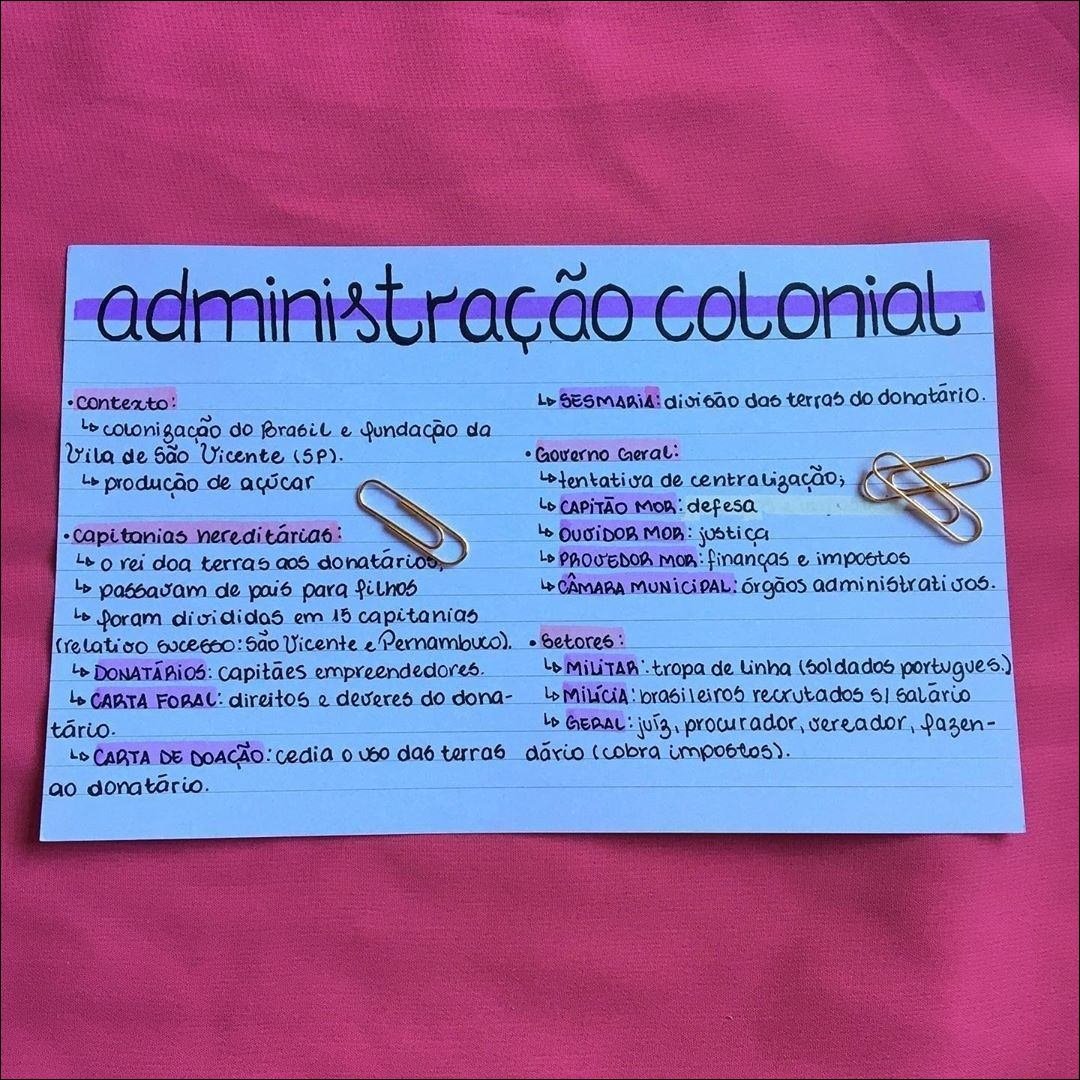 administração colonial
• contexto:
↳ colonização do Brasil e fundação da
Vila de São Vicente (SP).
↳ produção de açúcar
• capitanias hereditárias:
↳ o rei doa terras aos donatários,
↳ passavam de pais para filhos
↳ foram divididas em 15 capitanias
(relativo sucesso: São Vicente e Pernambuco).
↳ DONATÁRIOS: capitães empreendedores.
↳ CARTA FORAL: direitos e deveres do dona-
tário.
↳ CARTA DE DOAÇÃO: cedia o uso das terras
ao donatário.
↳ SESMARIA: divisão das terras do donatário.
• Governo Geral:
↳ tentativa de centralização;
↳ CAPITÃO MOR: defesa
↳ OUVIDOR MOR: justiça
↳ PROVEDOR MOR: finanças e impostos
↳ CÂMARA MUNICIPAL: órgãos administrativos.
• Setores:
↳ MILITAR: tropa de linha (soldados portugues.)
↳ MILÍCIA: brasileiros recrutados s/ salário
↳ GERAL: juíz, procurador, vereador, fazen-
dário (cobra impostos).